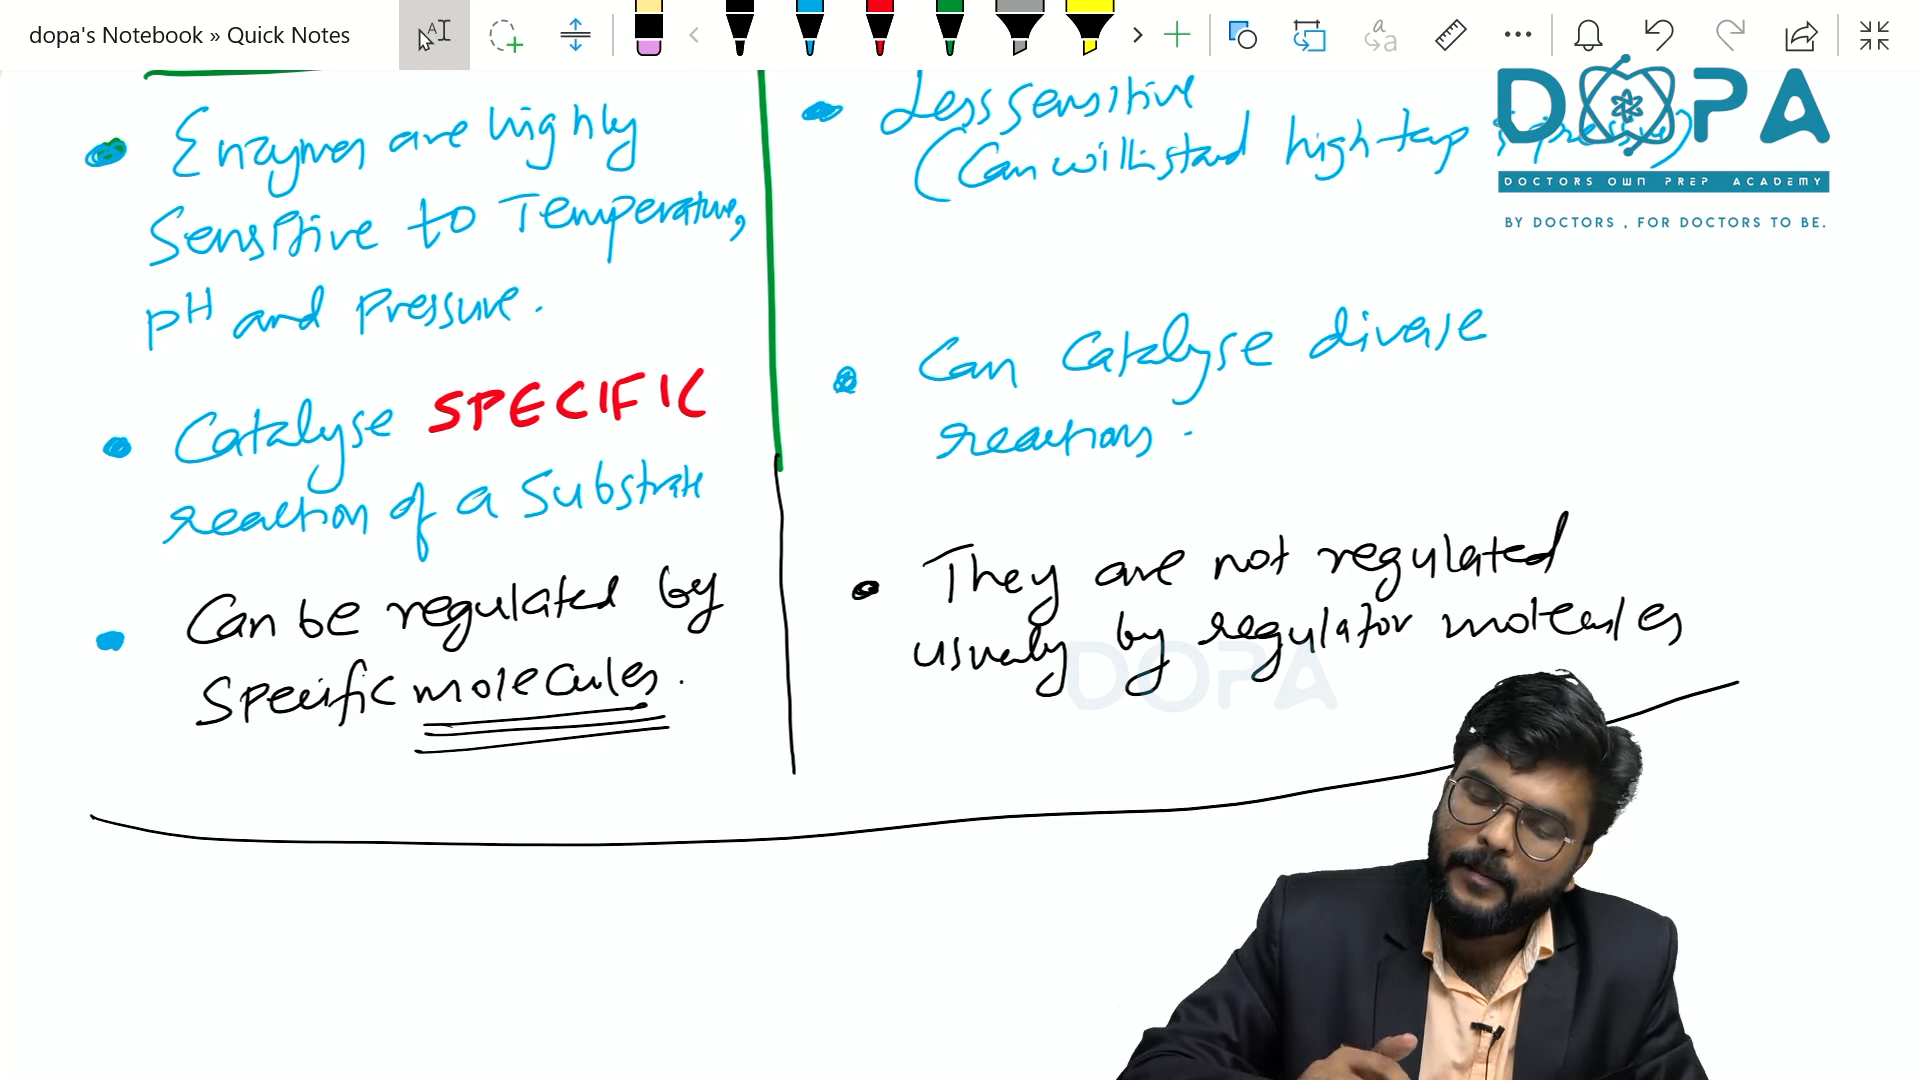 dopa's Notebook » Quick Notes
DOPA
DOCTORS OWN PREP ACADEMY
BY DOCTORS , FOR DOCTORS TO BE.
• Enzymes are highly
Sensitive to Temperature,
pH and Pressure.
• Catalyse SPECIFIC
reaction of a Substrate
• Can be regulated by
Specific molecules.
• Less sensitive
(Can withstand high temp & pressure)
• Can Catalyse diverse
reactions.
• They are not regulated
usually by regulator molecules
DOPA